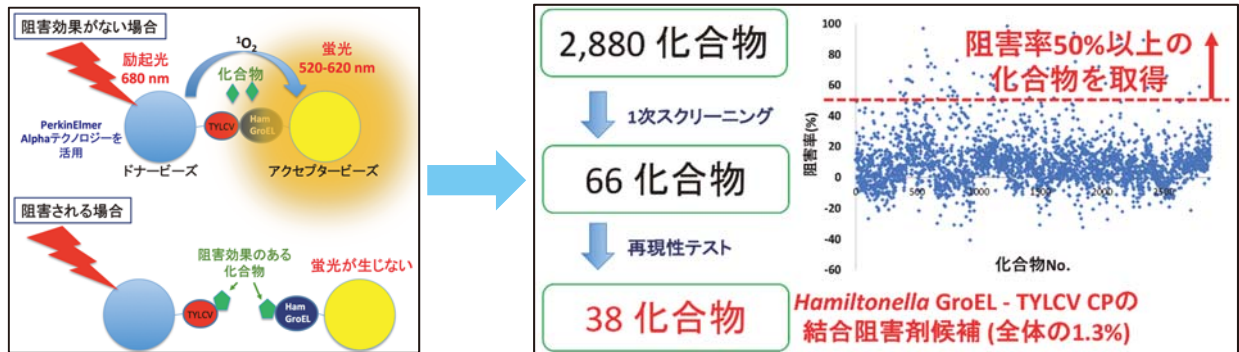 阻害効果がない場合
励起光
680 nm
¹O₂
化合物
蛍光
520-620 nm
TYLCV
Ham
GroEL
PerkinElmer
Alphaテクノロジーを
活用
ドナービーズ
アクセプタービーズ
阻害される場合
阻害効果のある
化合物
蛍光が生じない
TYLCV
Ham
GroEL
2,880 化合物
1次スクリーニング
66 化合物
再現性テスト
38 化合物
阻害率50%以上の
化合物を取得
阻害率(%)
100
80
60
40
20
0
-20
-40
-60
0
500
1000
1500
2000
2500
化合物No.
Hamiltonella GroEL - TYLCV CPの
結合阻害剤候補 (全体の1.3%)